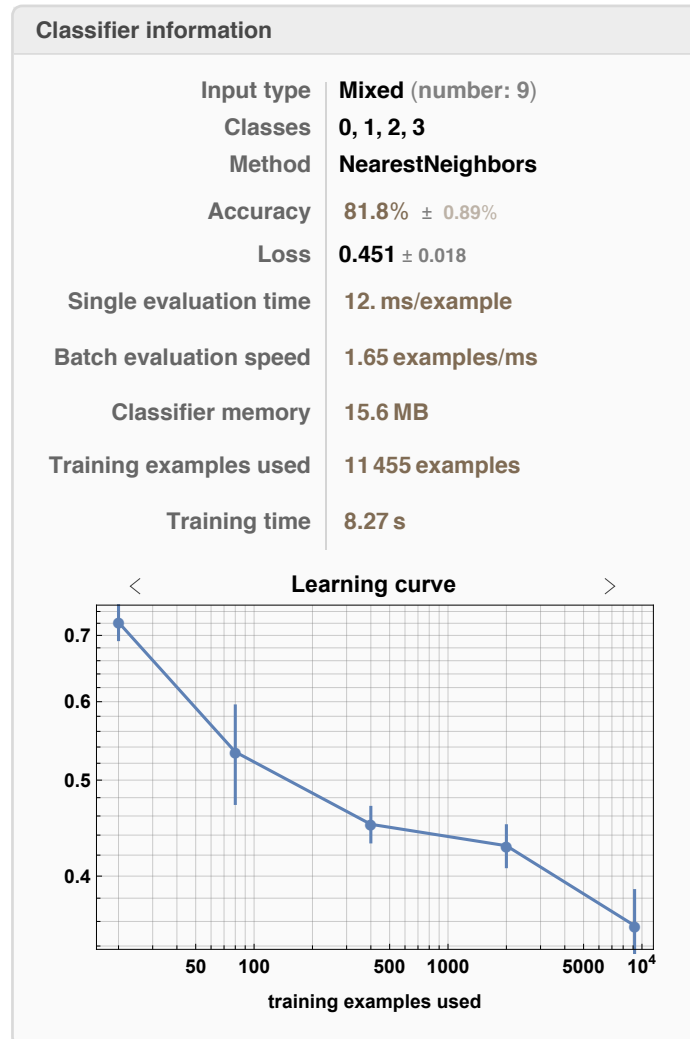 Classifier information
Input type Mixed (number: 9)
Classes 0, 1, 2, 3
Method NearestNeighbors
Accuracy 81.8% ± 0.89%
Loss 0.451 ± 0.018
Single evaluation time 12. ms/example
Batch evaluation speed 1.65 examples/ms
Classifier memory 15.6 MB
Training examples used 11 455 examples
Training time 8.27 s
< Learning curve >
0.7
0.6
0.5
0.4
50 100 500 1000 5000 10⁴
training examples used